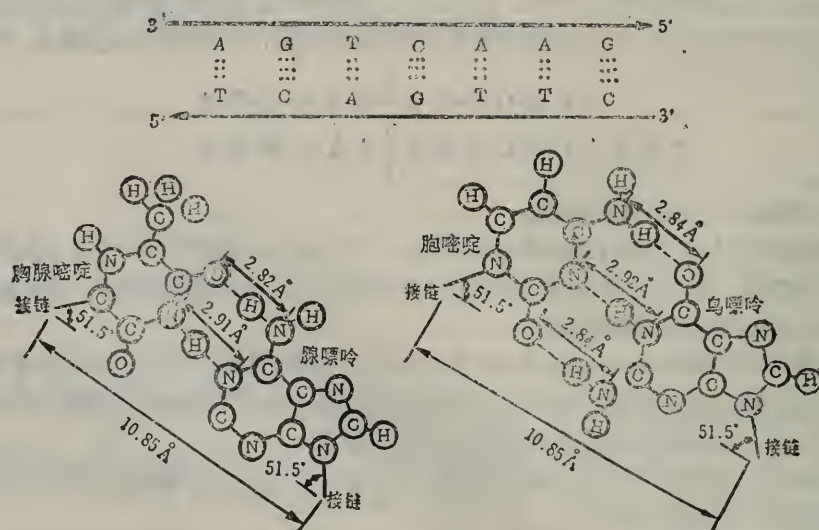 3' 5'
A G T C A A G
T C A G T T C
5' 3'
H H H
C
H
N C
胸腺嘧啶
C C O
2.82Å
接链
51.5°
C N H N H
2.91Å
O
H
腺嘌呤
N C
C N
C C
N N
C H
10.85Å
51.5°
接链
H H
H C C N
2.84Å
胞嘧啶
C H
N N O
2.92Å
接链
51.5°
C H C
鸟嘌呤
O N C N
2.84Å
H C C C H
N N N
H
10.85Å
51.5°
接链